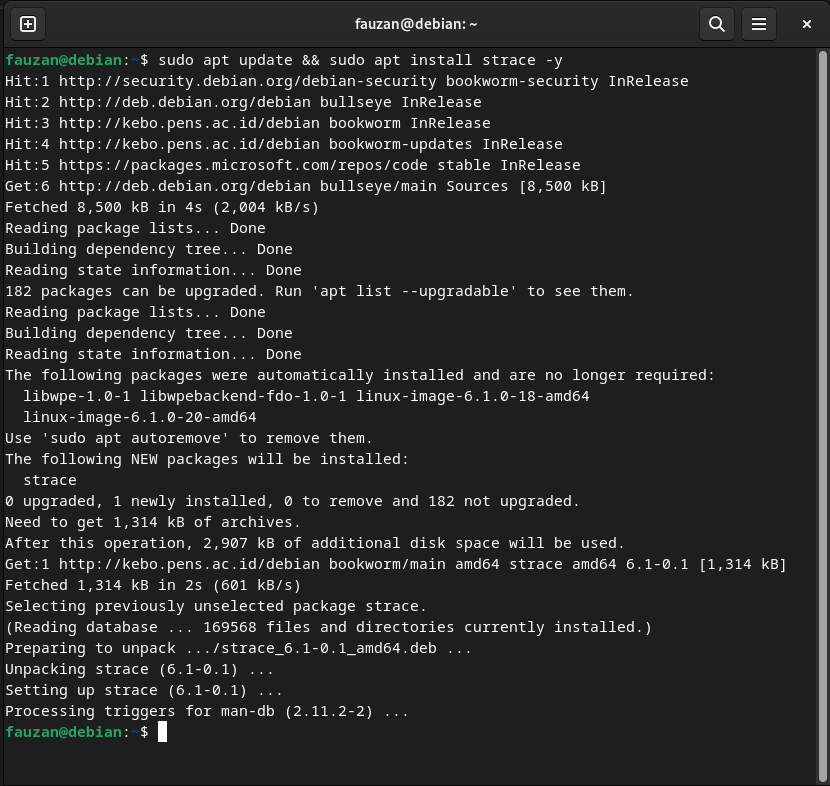 fauzan@debian: ~
fauzan@debian:~$ sudo apt update && sudo apt install strace -y
Hit:1 http://security.debian.org/debian-security bookworm-security InRelease
Hit:2 http://deb.debian.org/debian bullseye InRelease
Hit:3 http://kebo.pens.ac.id/debian bookworm InRelease
Hit:4 http://kebo.pens.ac.id/debian bookworm-updates InRelease
Hit:5 https://packages.microsoft.com/repos/code stable InRelease
Get:6 http://deb.debian.org/debian bullseye/main Sources [8,500 kB]
Fetched 8,500 kB in 4s (2,004 kB/s)
Reading package lists... Done
Building dependency tree... Done
Reading state information... Done
182 packages can be upgraded. Run 'apt list --upgradable' to see them.
Reading package lists... Done
Building dependency tree... Done
Reading state information... Done
The following packages were automatically installed and are no longer required:
  libwpe-1.0-1 libwpebackend-fdo-1.0-1 linux-image-6.1.0-18-amd64
  linux-image-6.1.0-20-amd64
Use 'sudo apt autoremove' to remove them.
The following NEW packages will be installed:
  strace
0 upgraded, 1 newly installed, 0 to remove and 182 not upgraded.
Need to get 1,314 kB of archives.
After this operation, 2,907 kB of additional disk space will be used.
Get:1 http://kebo.pens.ac.id/debian bookworm/main amd64 strace amd64 6.1-0.1 [1,314 kB]
Fetched 1,314 kB in 2s (601 kB/s)
Selecting previously unselected package strace.
(Reading database ... 169568 files and directories currently installed.)
Preparing to unpack .../strace_6.1-0.1_amd64.deb ...
Unpacking strace (6.1-0.1) ...
Setting up strace (6.1-0.1) ...
Processing triggers for man-db (2.11.2-2) ...
fauzan@debian:~$